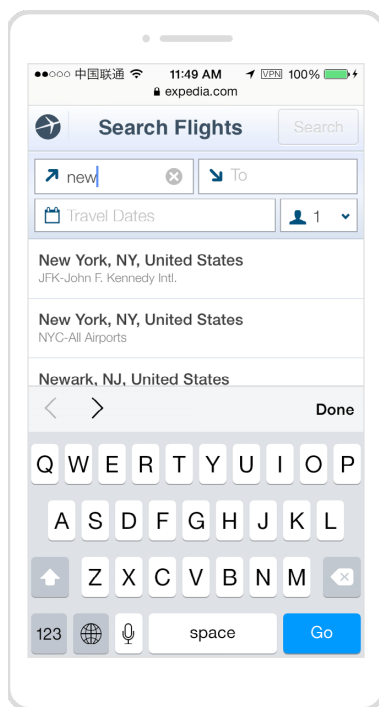 中国联通 11:49 AM VPN 100%
expedia.com
Search Flights Search
new To
Travel Dates 1
New York, NY, United States
JFK-John F. Kennedy Intl.
New York, NY, United States
NYC-All Airports
Newark, NJ, United States
Done
Q W E R T Y U I O P
A S D F G H J K L
Z X C V B N M
123 space Go